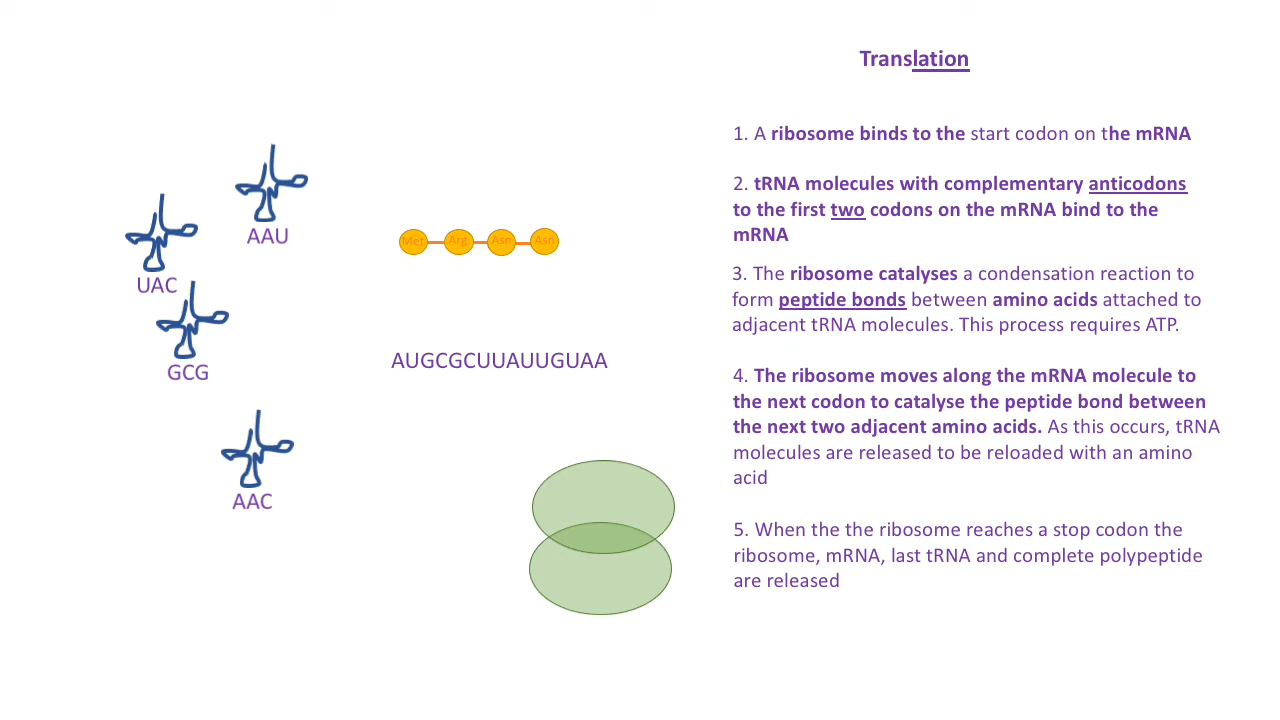 Translation
1. A ribosome binds to the start codon on the mRNA
2. tRNA molecules with complementary anticodons
to the first two codons on the mRNA bind to the
mRNA
3. The ribosome catalyses a condensation reaction to
form peptide bonds between amino acids attached to
adjacent tRNA molecules. This process requires ATP.
4. The ribosome moves along the mRNA molecule to
the next codon to catalyse the peptide bond between
the next two adjacent amino acids. As this occurs, tRNA
molecules are released to be reloaded with an amino
acid
5. When the the ribosome reaches a stop codon the
ribosome, mRNA, last tRNA and complete polypeptide
are released
AAU
UAC
GCG
AAC
Met Arg Asn Asn
AUGCGCUUAUUGUAA